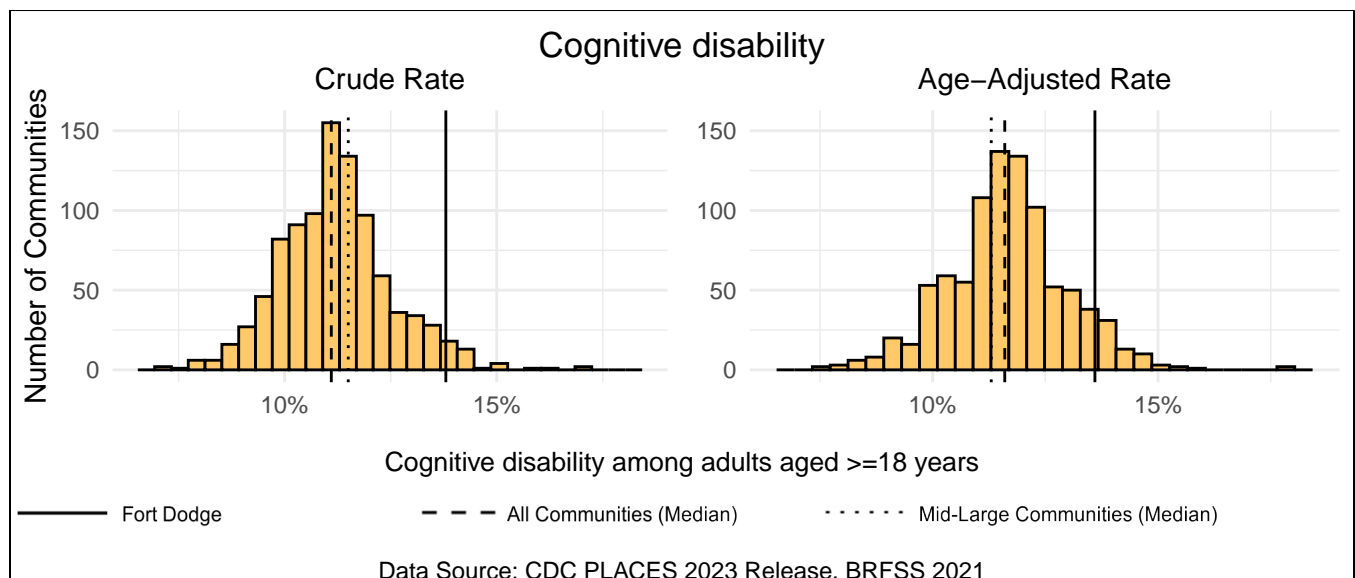 Cognitive disability
Crude Rate
Age−Adjusted Rate
Number of Communities
150
100
50
0
10%
15%
150
100
50
0
10%
15%
Cognitive disability among adults aged >=18 years
Fort Dodge
All Communities (Median)
Mid-Large Communities (Median)
Data Source: CDC PLACES 2023 Release, BRFSS 2021